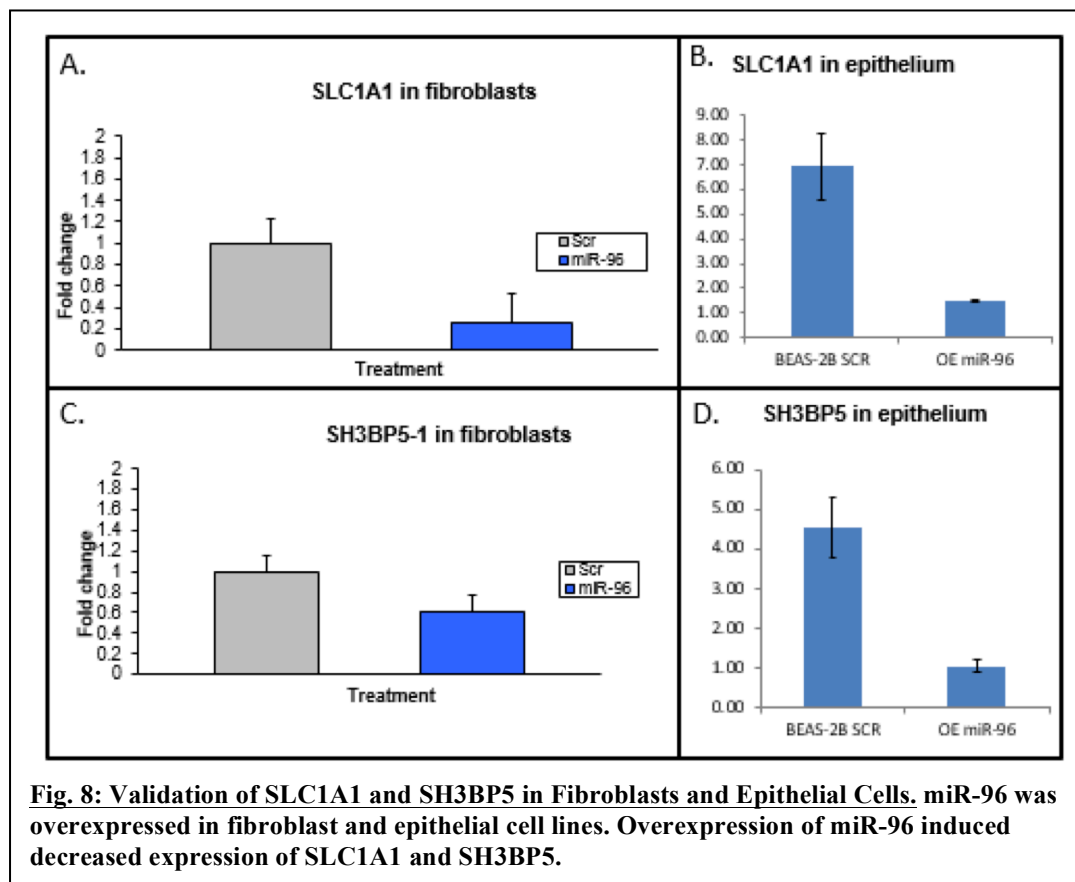 A.
SLC1A1 in fibroblasts
2
1.8
1.6
1.4
1.2
1
0.8
0.6
0.4
0.2
0
Fold change
Scr
miR-96
Treatment
B.
SLC1A1 in epithelium
9.00
8.00
7.00
6.00
5.00
4.00
3.00
2.00
1.00
0.00
BEAS-2B SCR
OE miR-96
C.
SH3BP5-1 in fibroblasts
2
1.8
1.6
1.4
1.2
1
0.8
0.6
0.4
0.2
0
Fold change
Scr
miR-96
Treatment
D.
SH3BP5 in epithelium
6.00
5.00
4.00
3.00
2.00
1.00
0.00
BEAS-2B SCR
OE miR-96
Fig. 8: Validation of SLC1A1 and SH3BP5 in Fibroblasts and Epithelial Cells. miR-96 was
overexpressed in fibroblast and epithelial cell lines. Overexpression of miR-96 induced
decreased expression of SLC1A1 and SH3BP5.